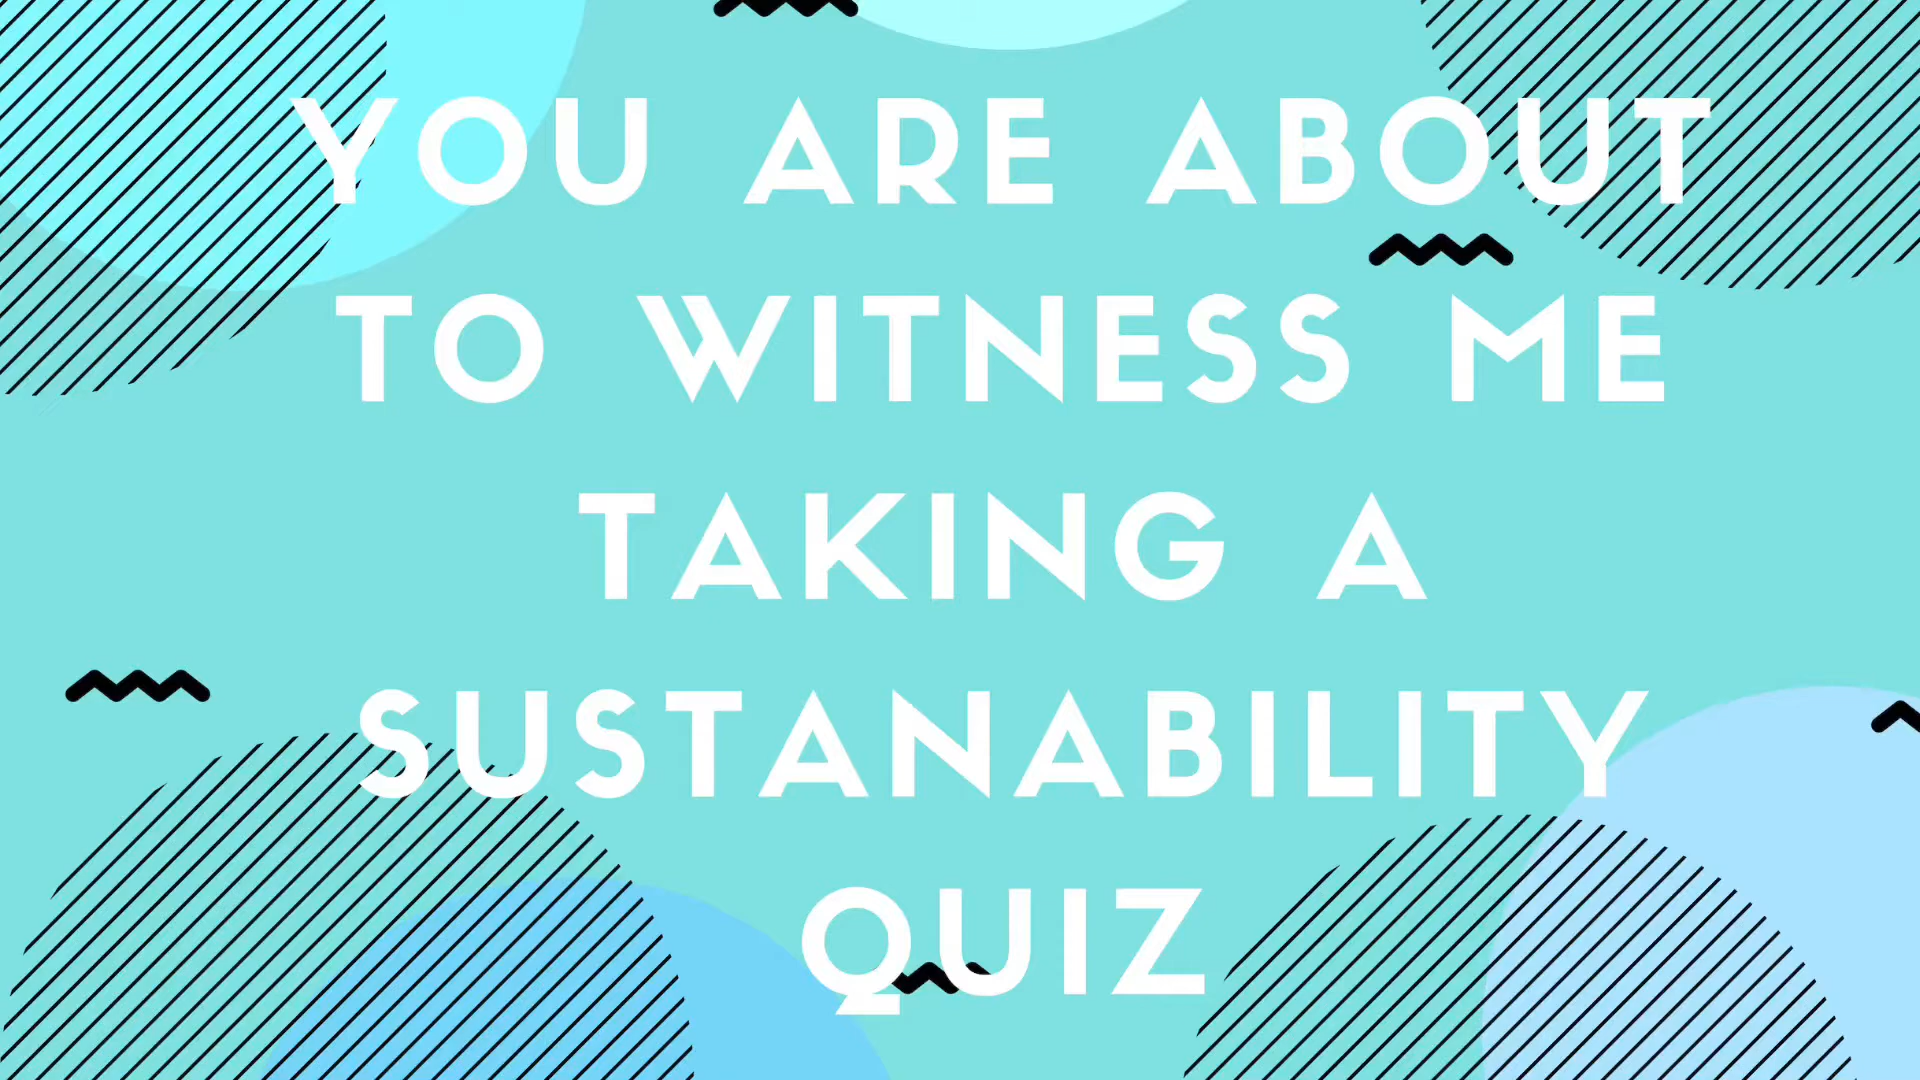 YOU ARE ABOUT
TO WITNESS ME
TAKING A
SUSTANABILITY
QUIZ